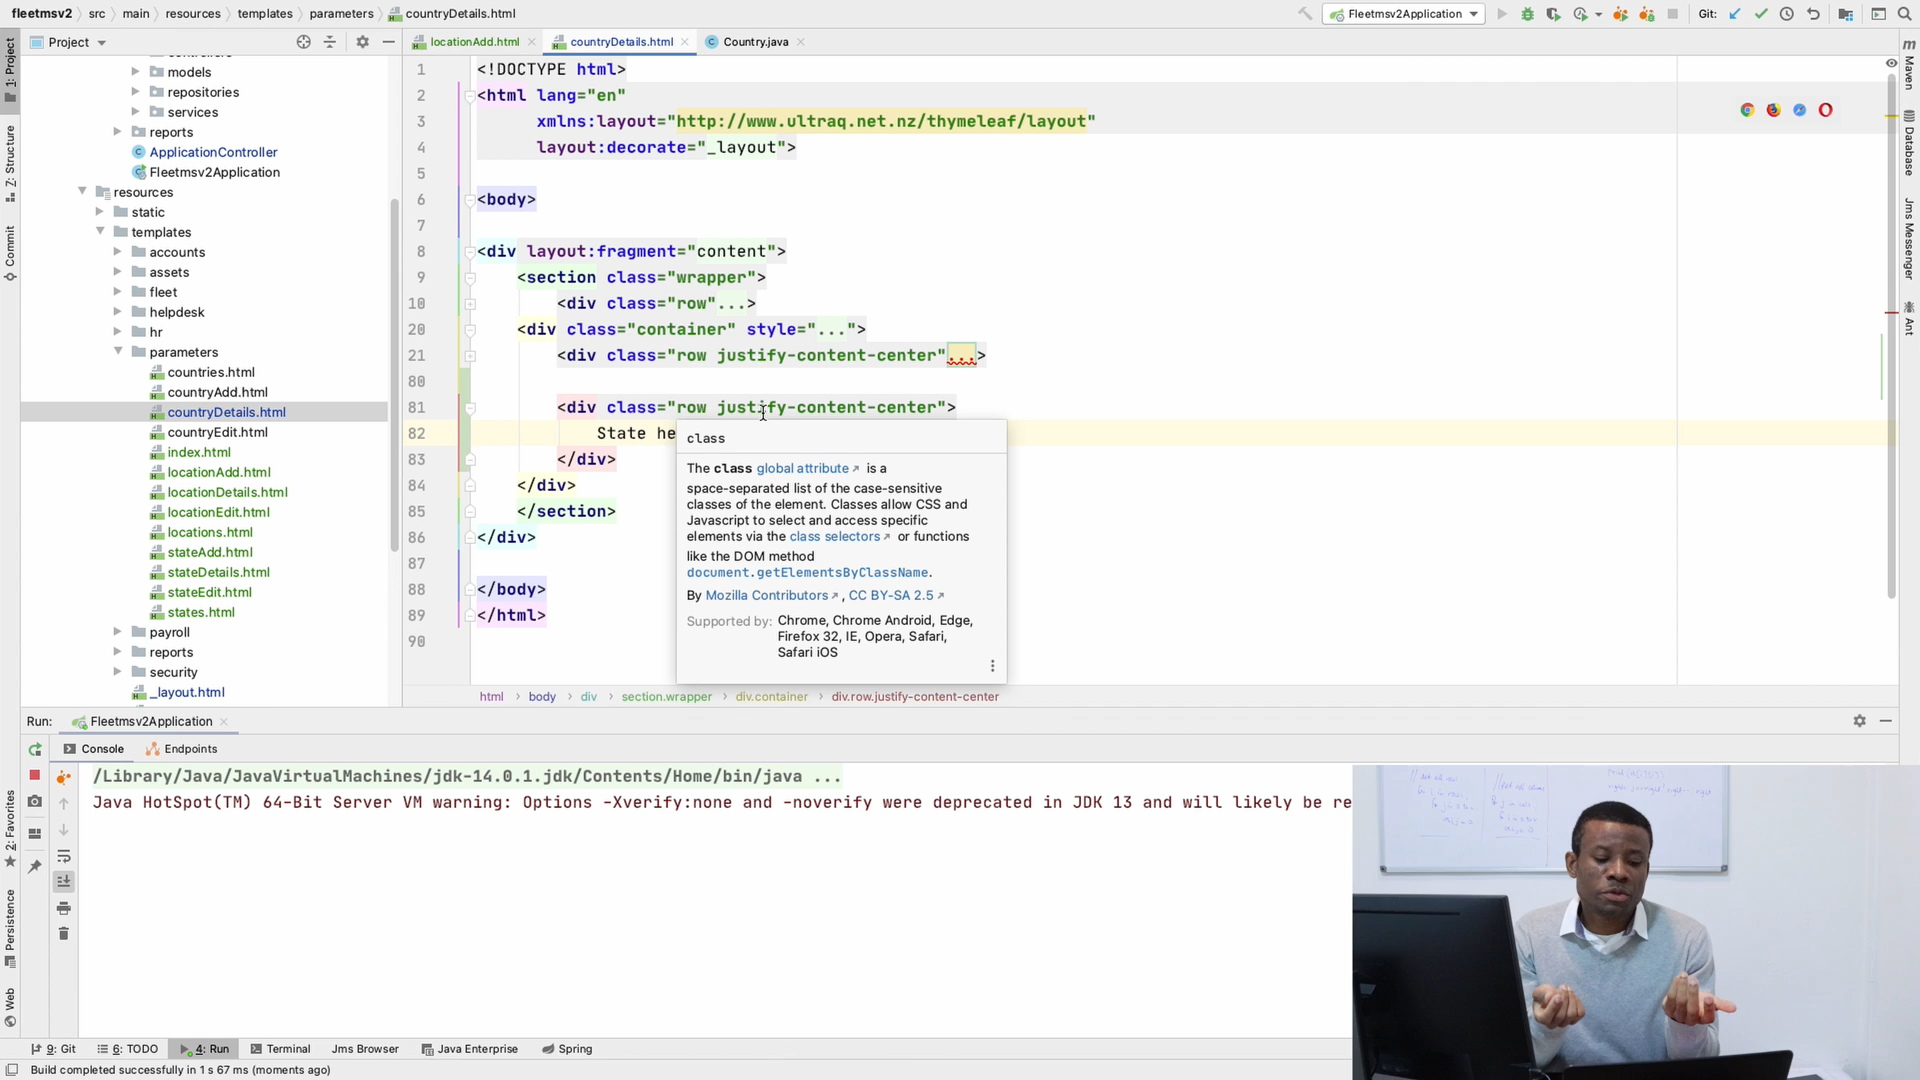 fleetmsv2 › src › main › resources › templates › parameters › countryDetails.html
Fleetmsv2Application
Git:
Project
locationAdd.html
countryDetails.html
Country.java
1: Project
Z: Structure
Commit
2: Favorites
Persistence
Web
models
repositories
services
reports
ApplicationController
Fleetmsv2Application
resources
static
templates
accounts
assets
fleet
helpdesk
hr
parameters
countries.html
countryAdd.html
countryDetails.html
countryEdit.html
index.html
locationAdd.html
locationDetails.html
locationEdit.html
locations.html
stateAdd.html
stateDetails.html
stateEdit.html
states.html
payroll
reports
security
_layout.html
1 <!DOCTYPE html>
2 <html lang="en"
3 xmlns:layout="http://www.ultraq.net.nz/thymeleaf/layout"
4 layout:decorate="_layout">
5
6 <body>
7
8 <div layout:fragment="content">
9 <section class="wrapper">
10 <div class="row"...>
20 <div class="container" style="...">
21 <div class="row justify-content-center"...>
80
81 <div class="row justify-content-center">
82 State he
83 </div>
84 </div>
85 </section>
86 </div>
87
88 </body>
89 </html>
90
class
The class global attribute is a
space-separated list of the case-sensitive
classes of the element. Classes allow CSS and
Javascript to select and access specific
elements via the class selectors or functions
like the DOM method
document.getElementsByClassName.
By Mozilla Contributors , CC BY-SA 2.5
Supported by: Chrome, Chrome Android, Edge,
Firefox 32, IE, Opera, Safari,
Safari iOS
html › body › div › section.wrapper › div.container › div.row.justify-content-center
m Maven
Database
Jms Messenger
Ant
Run: Fleetmsv2Application
Console Endpoints
/Library/Java/JavaVirtualMachines/jdk-14.0.1.jdk/Contents/Home/bin/java ...
Java HotSpot(TM) 64-Bit Server VM warning: Options -Xverify:none and -noverify were deprecated in JDK 13 and will likely be re
9: Git 6: TODO 4: Run Terminal Jms Browser Java Enterprise Spring
Build completed successfully in 1 s 67 ms (moments ago)